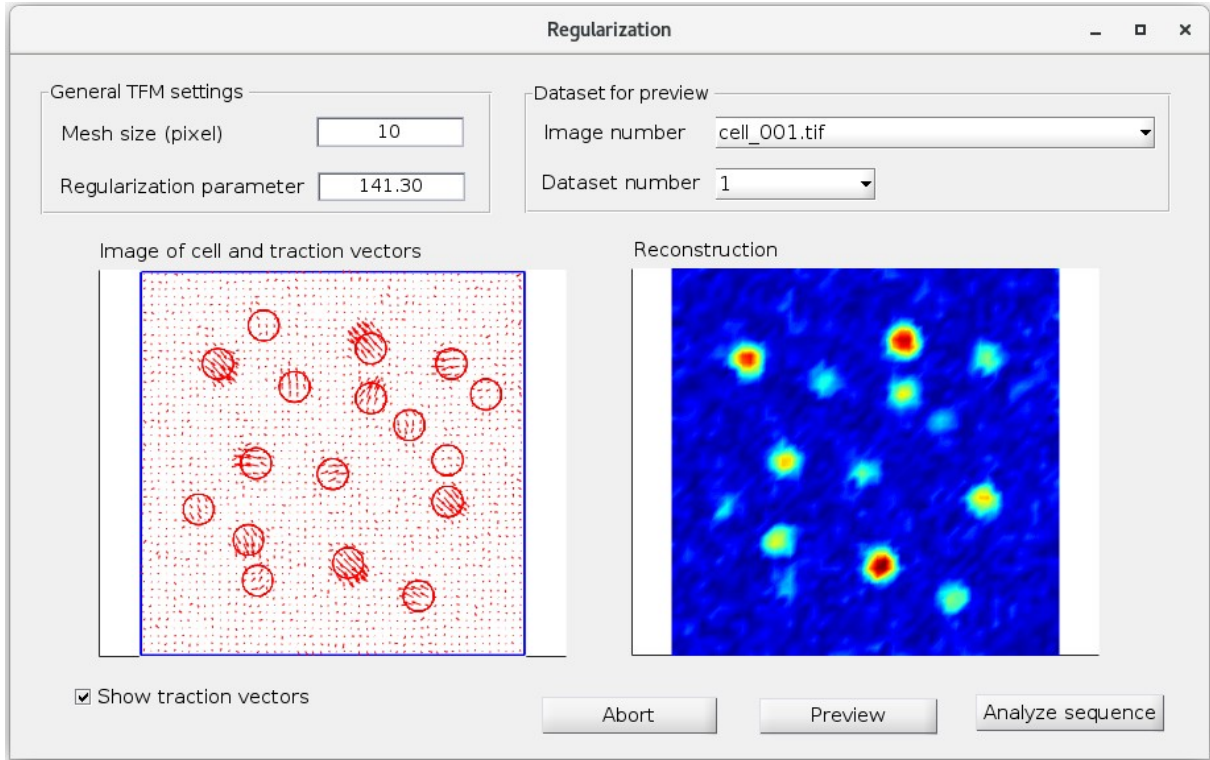 Regularization
General TFM settings
Mesh size (pixel) 10
Regularization parameter 141.30
Dataset for preview
Image number cell_001.tif
Dataset number 1
Image of cell and traction vectors
Reconstruction
Show traction vectors
Abort
Preview
Analyze sequence